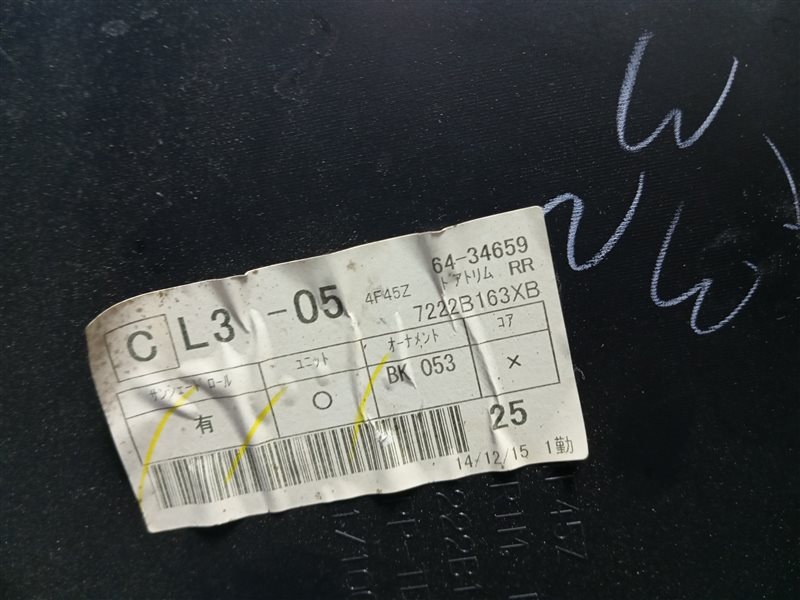 64-34659
C L3 -05 4F45Z ドアトリム RR
7222B163XB
サンシェード ロール ユニット オーナメント コア
有 ○ BK 053 ×
25
14/12/15 1勤